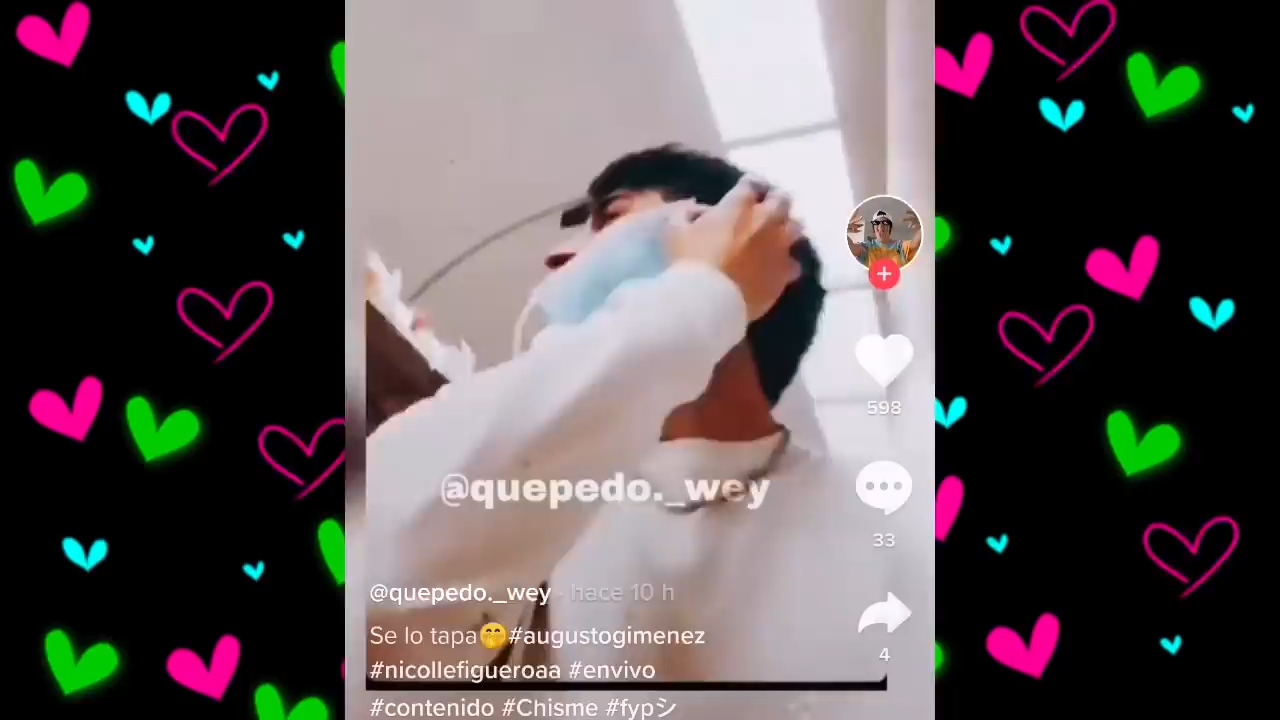 598
@quepedo._wey
33
@quepedo._wey · hace 10 h
Se lo tapa🤭#augustogimenez
4
#nicollefigueroaa #envivo
#contenido #Chisme #fypシ